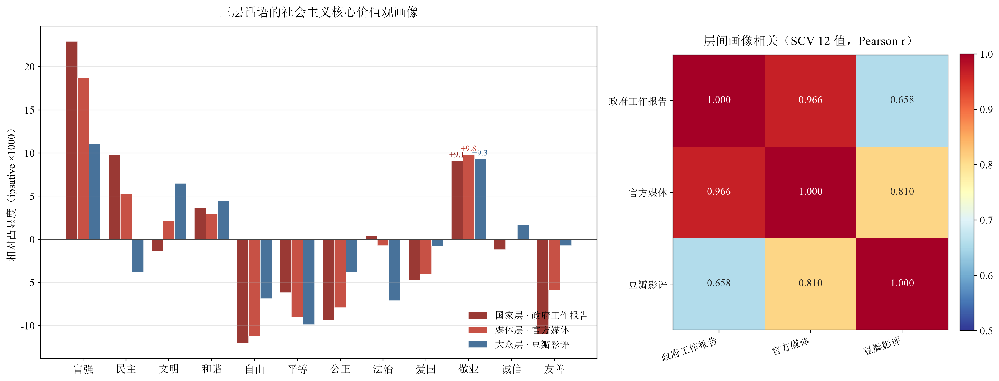 三层话语的社会主义核心价值观画像
相对凸显度（ipsative ×1000）
20
15
10
5
0
-5
-10
+9.1
+9.8
+9.3
国家层 · 政府工作报告
媒体层 · 官方媒体
大众层 · 豆瓣影评
富强 民主 文明 和谐 自由 平等 公正 法治 爱国 敬业 诚信 友善
层间画像相关（SCV 12 值，Pearson r）
政府工作报告 1.000 0.966 0.658
官方媒体 0.966 1.000 0.810
豆瓣影评 0.658 0.810 1.000
政府工作报告 官方媒体 豆瓣影评
1.0
0.9
0.8
0.7
0.6
0.5